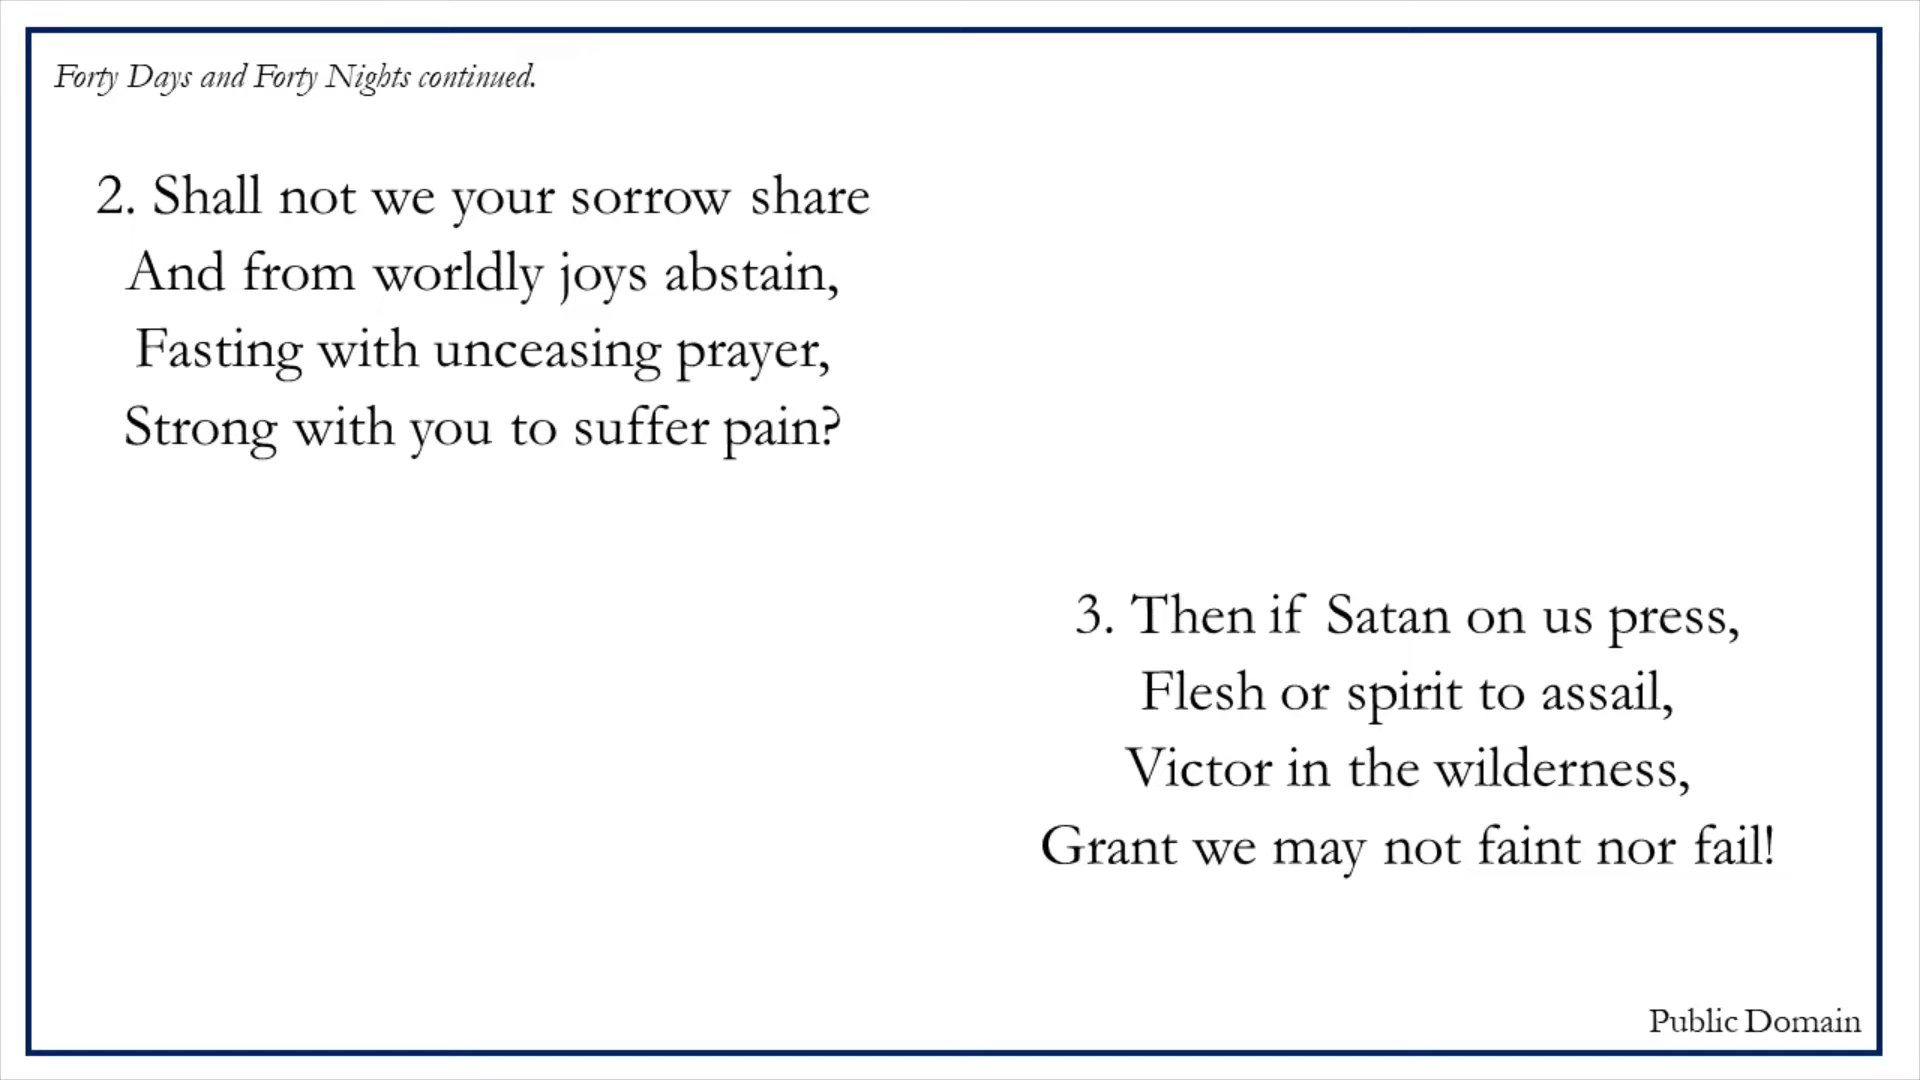 Forty Days and Forty Nights continued.
2. Shall not we your sorrow share
And from worldly joys abstain,
Fasting with unceasing prayer,
Strong with you to suffer pain?
3. Then if Satan on us press,
Flesh or spirit to assail,
Victor in the wilderness,
Grant we may not faint nor fail!
Public Domain